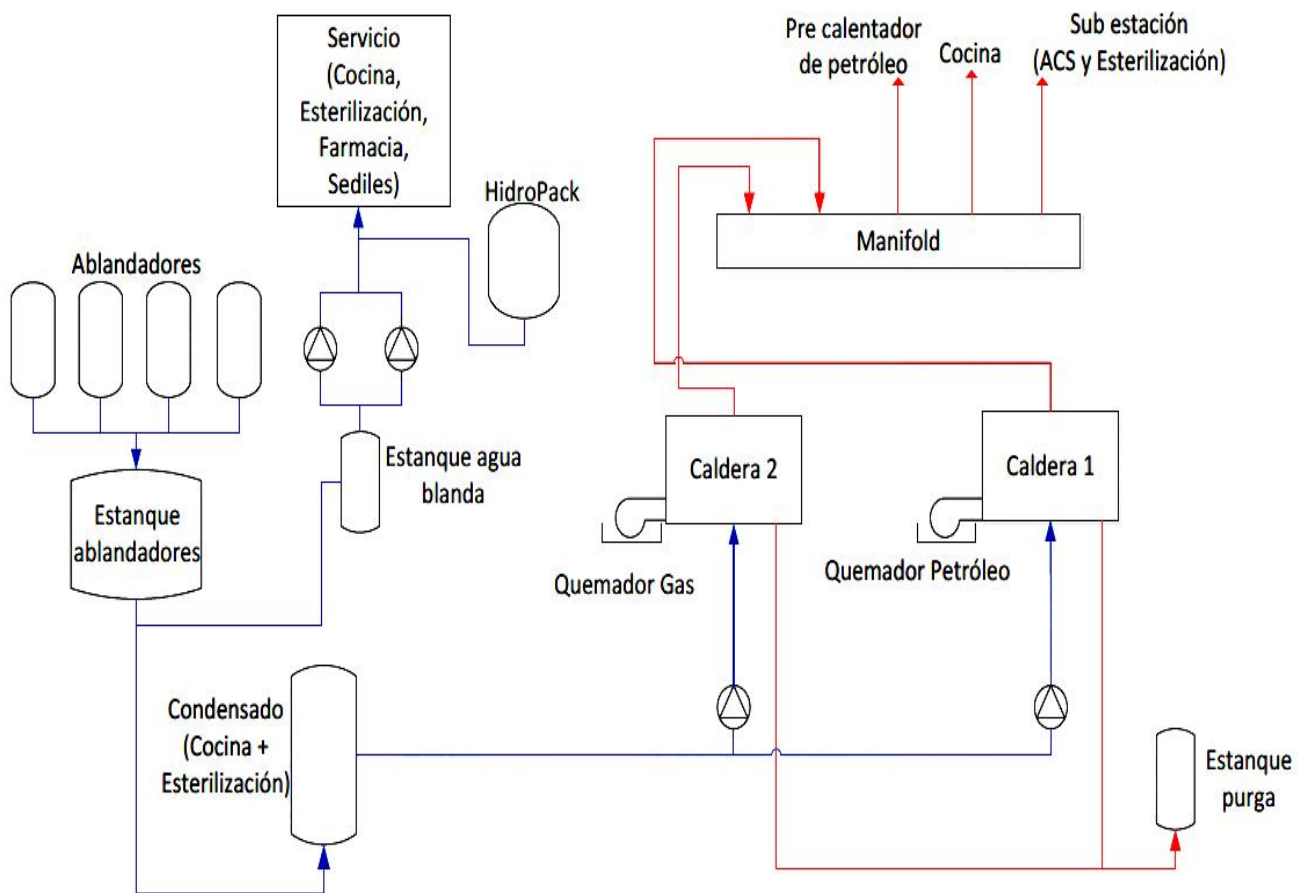 Servicio
(Cocina,
Esterilización,
Farmacia,
Sediles)
Pre calentador
de petróleo
Cocina
Sub estación
(ACS y Esterilización)
HidroPack
Manifold
Ablandadores
Estanque agua
blanda
Estanque
ablandadores
Caldera 2
Caldera 1
Quemador Gas
Quemador Petróleo
Condensado
(Cocina +
Esterilización)
Estanque
purga